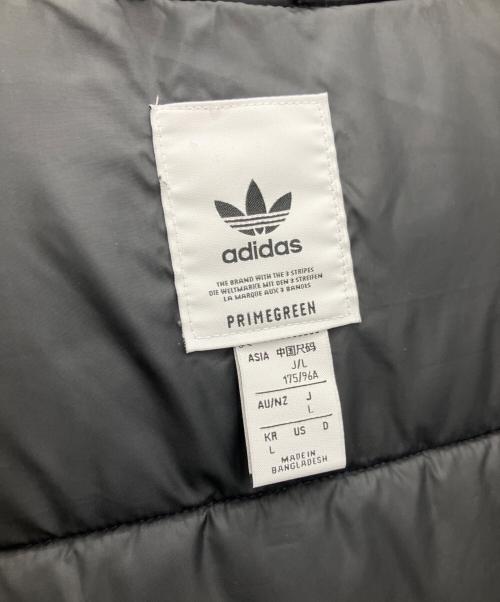 adidas
THE BRAND WITH THE 3 STRIPES
DIE WELTMARKE MIT DEN 3 STREIFEN
LA MARQUE AUX 3 BANDES
PRIMEGREEN
ASIA 中国尺码
J/L
175/96A
AU/NZ J
L
KR US D
L
MADE IN
BANGLADESH